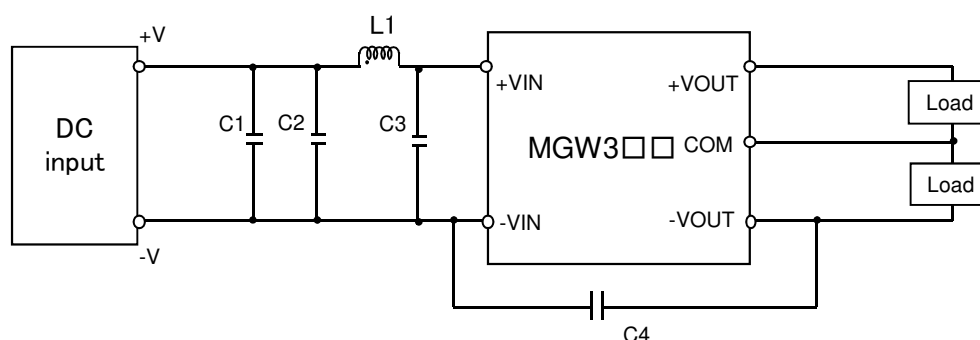 L1
+V
+VIN
+VOUT
Load
DC
input
C1
C2
C3
MGW3□□
COM
Load
-VIN
-VOUT
-V
C4